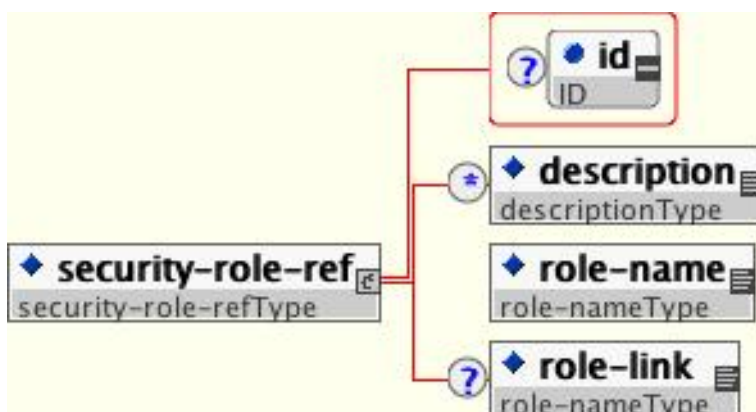 ? id
ID
* description
descriptionType
security-role-ref
security-role-refType
role-name
role-nameType
? role-link
role-nameType